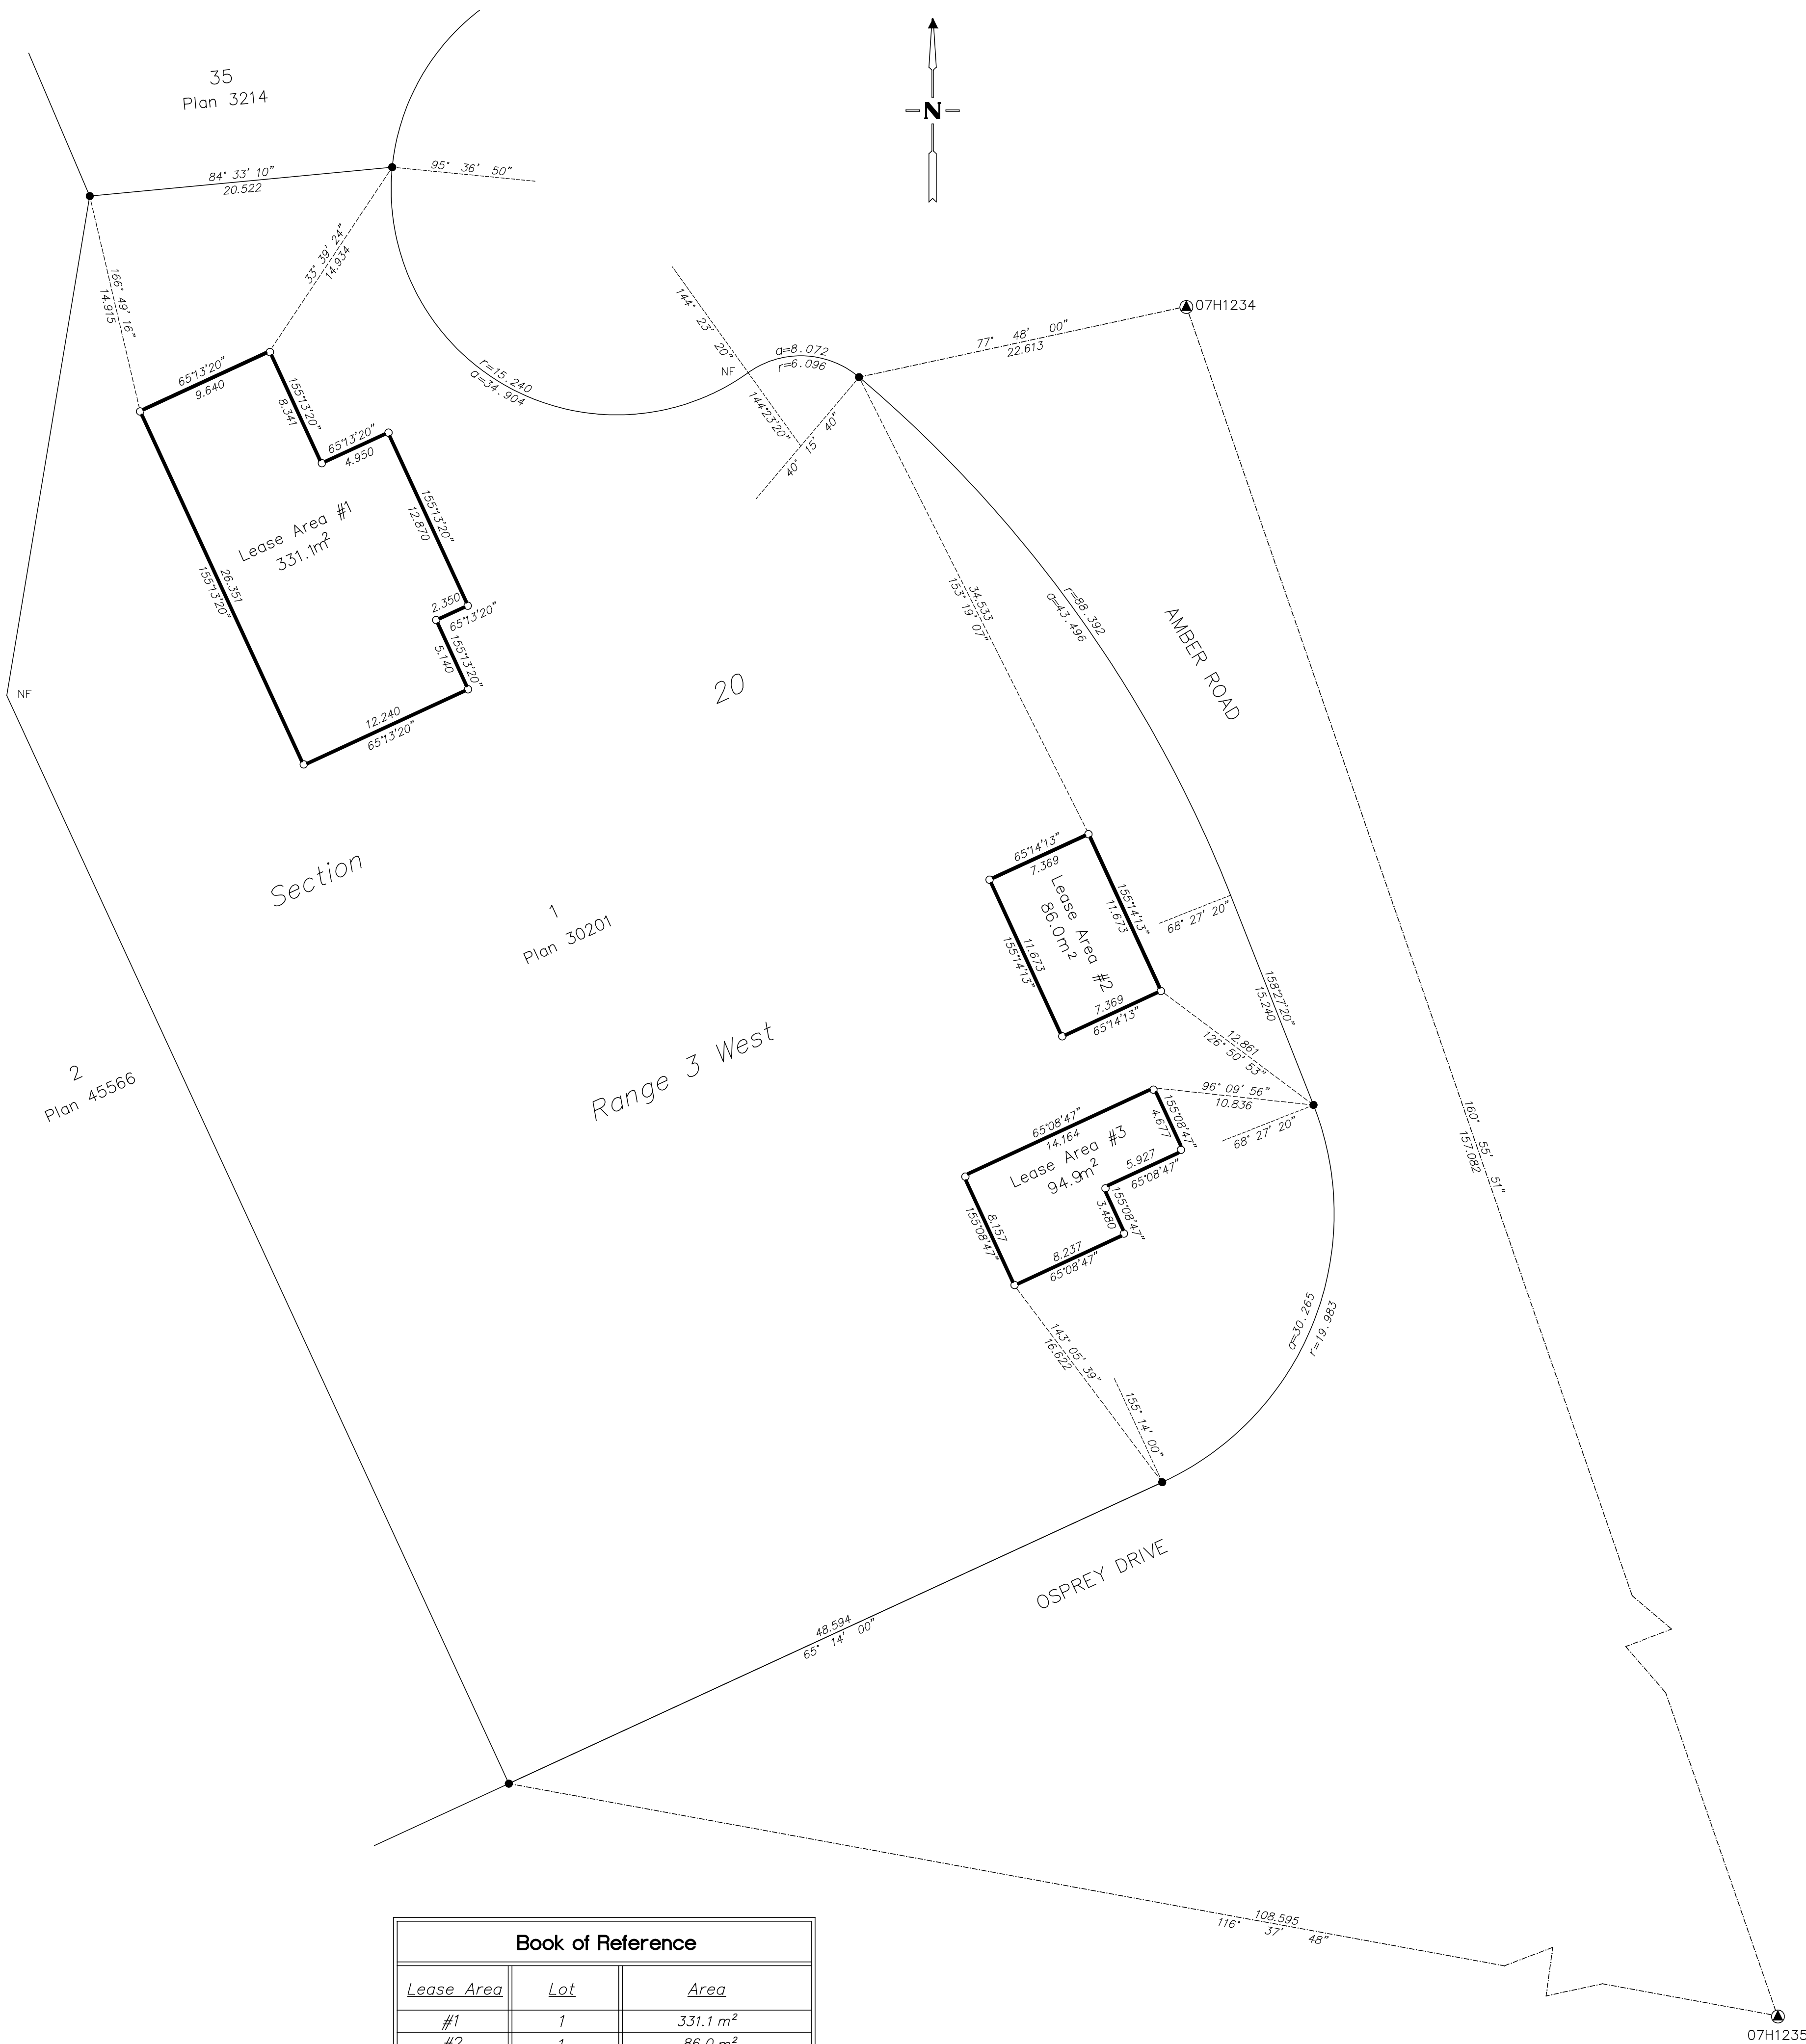 35
Plan 3214
N
84° 33' 10"
20.522
95° 36' 50"
33° 39' 24"
14.934
166° 49' 16"
14.915
07H1234
77° 48' 00"
22.613
144° 23' 20"
NF
a=8.072
r=6.096
r=15.240
a=34.904
144°23'20"
40° 15' 40"
65°13'20"
9.640
155°13'20"
8.341
65°13'20"
4.950
155°13'20"
12.870
Lease Area #1
331.1m²
26.351
155°13'20"
2.350
65°13'20"
155°13'20"
5.140
12.240
65°13'20"
NF
34.533
153° 19' 07"
r=88.392
a=43.496
AMBER ROAD
20
Section
1
Plan 30201
65°14'13"
7.369
Lease Area #2
86.0m²
155°14'13"
11.673
11.673
155°14'13"
7.369
65°14'13"
68° 27' 20"
158°27'20"
15.240
12.861
126° 50' 53"
Range 3 West
2
Plan 45566
96° 09' 56"
10.836
68° 27' 20"
65°08'47"
14.164
155°08'47"
4.677
Lease Area #3
94.9m²
5.927
65°08'47"
155°08'47"
3.480
8.157
155°08'47"
8.237
65°08'47"
160° 55' 51"
157.082
a=30.265
r=19.983
143° 05' 39"
16.622
155° 14' 00"
OSPREY DRIVE
48.594
65° 14' 00"
108.595
116° 37' 48"
07H1235
Book of Reference
Lease Area Lot Area
#1 1 331.1 m²
#2 1 86.0 m²